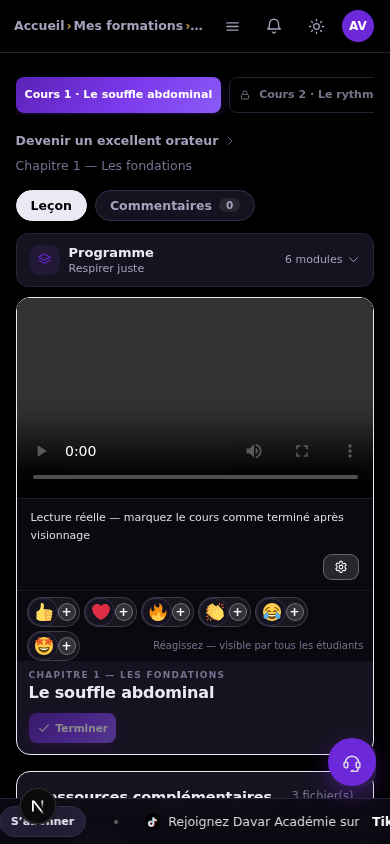 Accueil › Mes formations › …
AV
Cours 1 · Le souffle abdominal
Cours 2 · Le rythm
Devenir un excellent orateur
Chapitre 1 — Les fondations
Leçon
Commentaires 0
Programme
Respirer juste
6 modules
0:00
Lecture réelle — marquez le cours comme terminé après
visionnage
👍 + ❤️ + 🔥 + 👏 + 😂 +
🤩 +
Réagissez — visible par tous les étudiants
CHAPITRE 1 — LES FONDATIONS
Le souffle abdominal
Terminer
ssources complémentaires
3 fichier(s)
S'a
nner
N
• Rejoignez Davar Académie sur Tik